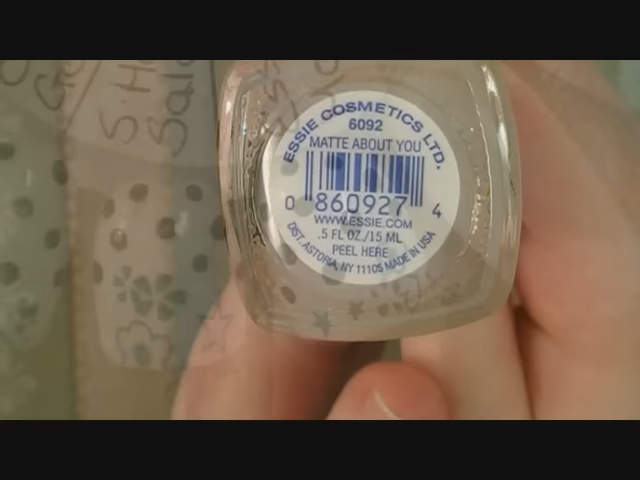 ESSIE COSMETICS LTD.
6092
MATTE ABOUT YOU
0 860927 4
WWW.ESSIE.COM
.5 FL OZ./15 ML
PEEL HERE
DIST. ASTORIA, NY 11105 MADE IN USA